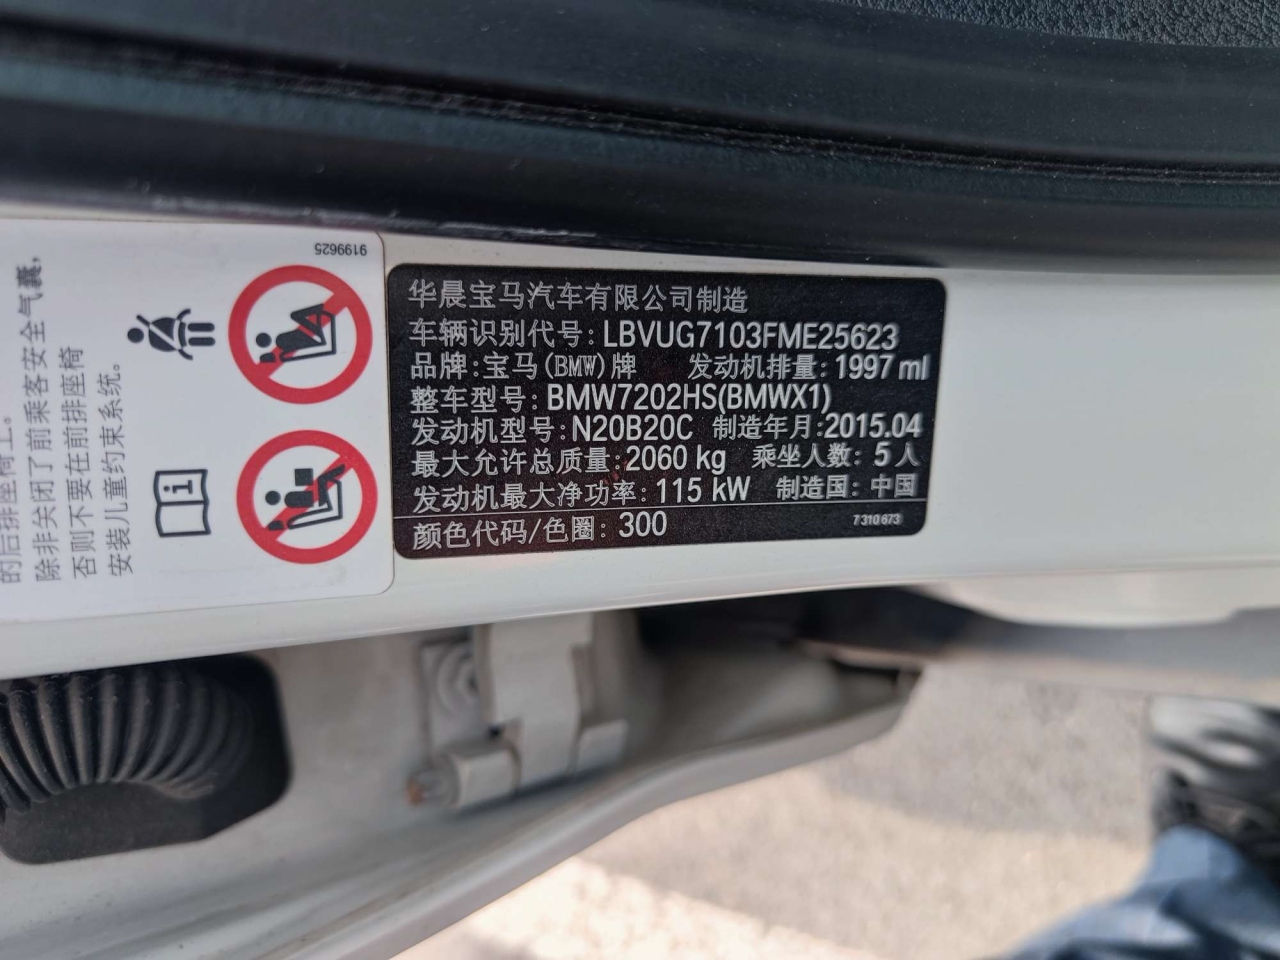 9199625
的后排座椅上。
除非关闭了前乘客安全气囊,
否则不要在前排座椅
安装儿童约束系统。
华晨宝马汽车有限公司制造
车辆识别代号: LBVUG7103FME25623
品牌: 宝马(BMW)牌 发动机排量: 1997 ml
整车型号: BMW7202HS(BMWX1)
发动机型号: N20B20C 制造年月:2015.04
最大允许总质量: 2060 kg 乘坐人数: 5人
发动机最大净功率: 115 kW 制造国: 中国
颜色代码/色圈: 300 7 310 673